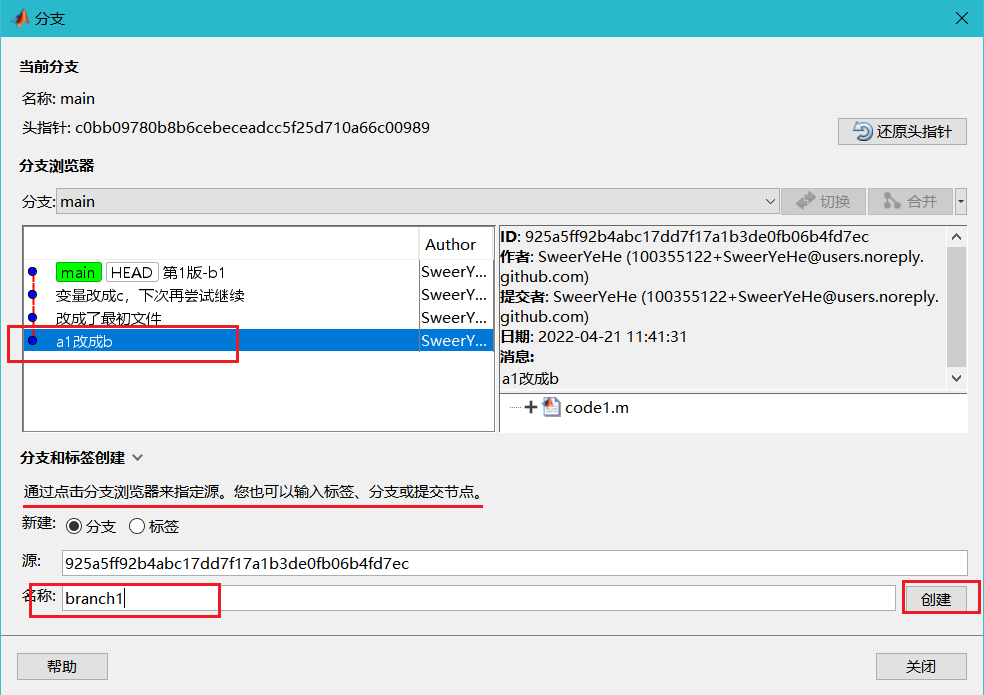 分支
当前分支
名称: main
头指针: c0bb09780b8b6cebeceadcc5f25d710a66c00989
还原头指针
分支浏览器
分支: main
切换
合并
Author
main HEAD 第1版-b1 SweerY...
变量改成c，下次再尝试继续 SweerY...
改成了最初文件 SweerY...
a1改成b SweerY...
ID: 925a5ff92b4abc17dd7f17a1b3de0fb06b4fd7ec
作者: SweerYeHe (100355122+SweerYeHe@users.noreply.
github.com)
提交者: SweerYeHe (100355122+SweerYeHe@users.noreply.
github.com)
日期: 2022-04-21 11:41:31
消息:
a1改成b
code1.m
分支和标签创建
通过点击分支浏览器来指定源。您也可以输入标签、分支或提交节点。
新建: 分支 标签
源: 925a5ff92b4abc17dd7f17a1b3de0fb06b4fd7ec
名称: branch1
创建
帮助
关闭